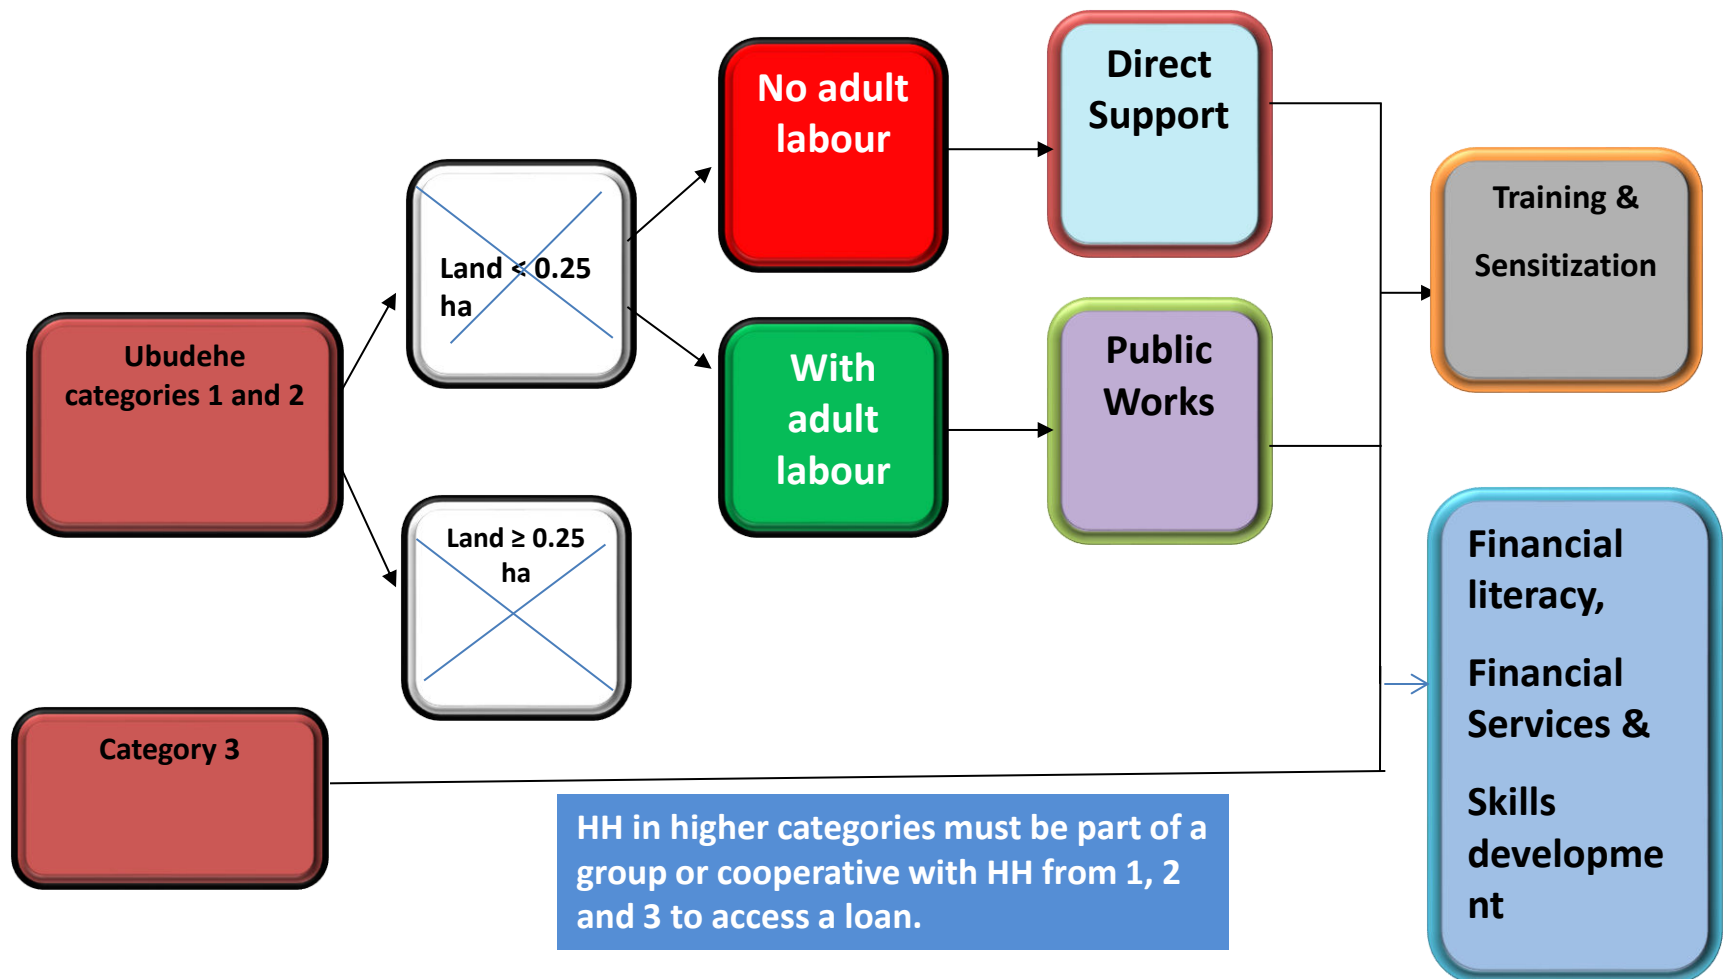 No adult
labour
Direct
Support
Training &
Sensitization
Land < 0.25
ha
Ubudehe
categories 1 and 2
With
adult
labour
Public
Works
Land ≥ 0.25
ha
Financial
literacy,
Financial
Services &
Skills
developme
nt
Category 3
HH in higher categories must be part of a
group or cooperative with HH from 1, 2
and 3 to access a loan.